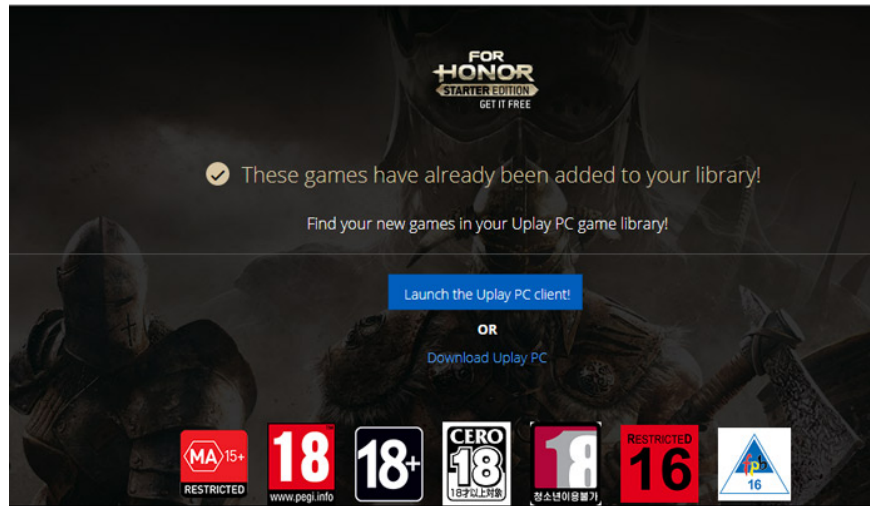 FOR
HONOR
STARTER EDITION
GET IT FREE
These games have already been added to your library!
Find your new games in your Uplay PC game library!
Launch the Uplay PC client!
OR
Download Uplay PC
MA 15+
RESTRICTED
18
www.pegi.info
18+
CERO
18
18才以上対象
18
청소년이용불가
RESTRICTED
16
fpb
16